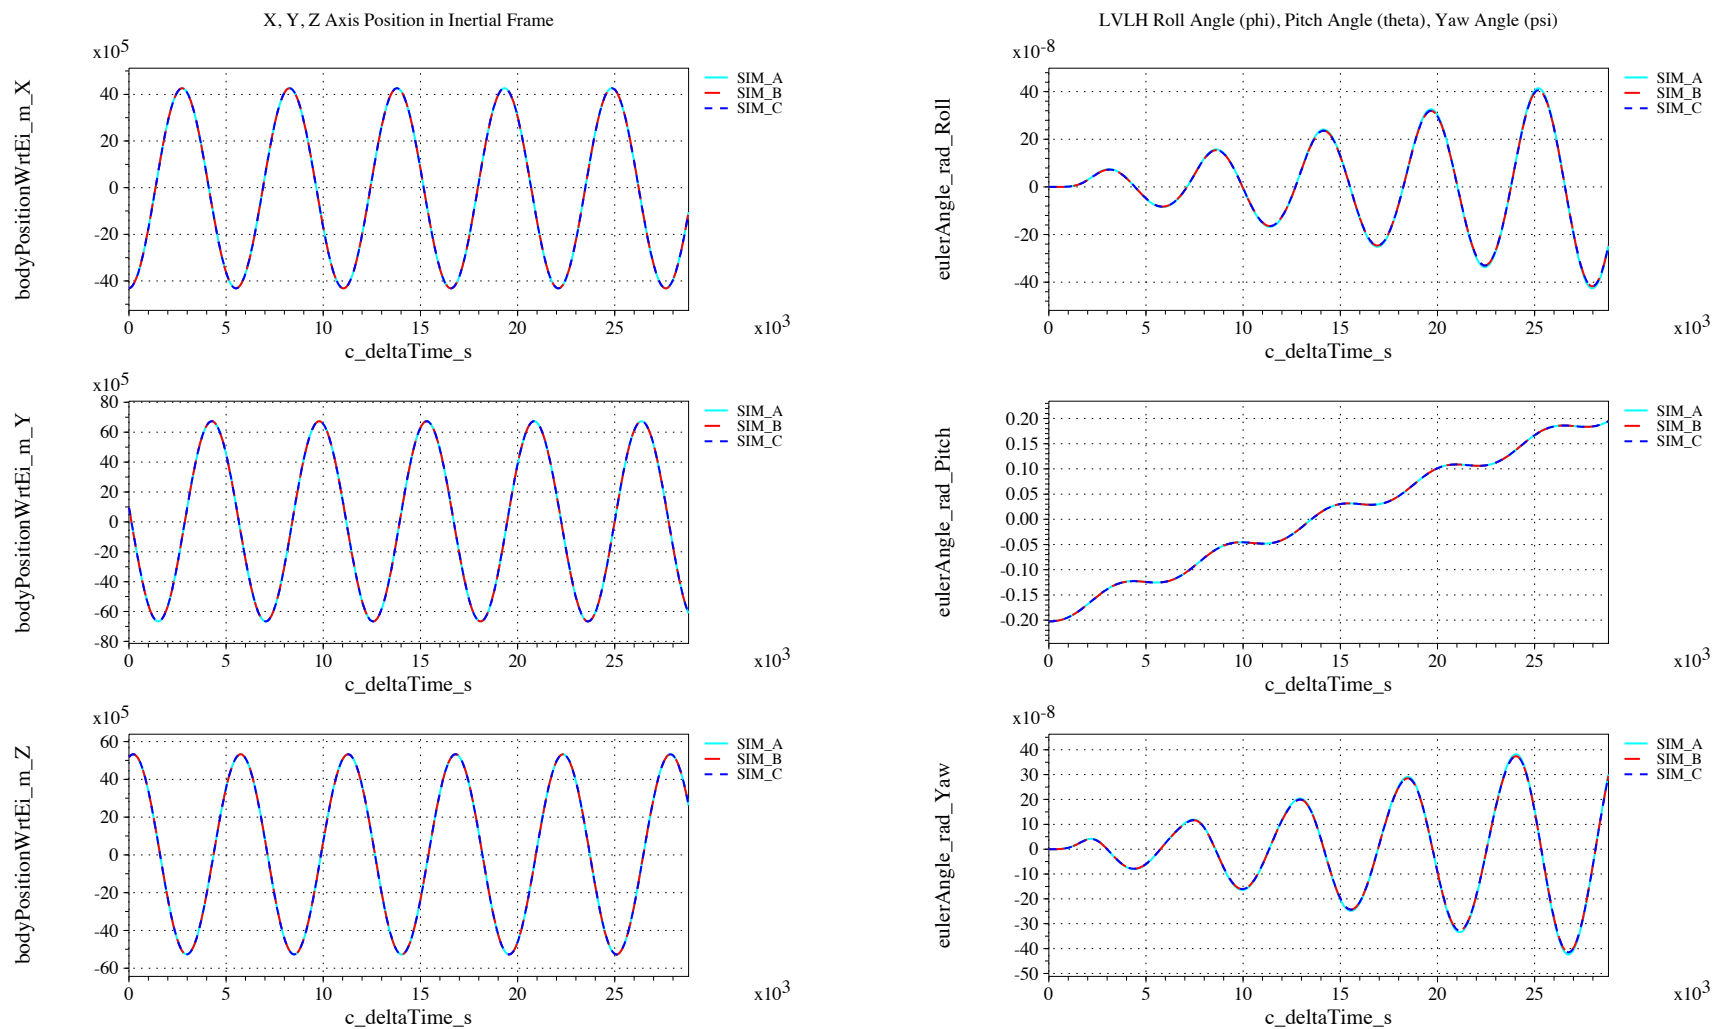 X, Y, Z Axis Position in Inertial Frame
x10^5
bodyPositionWrtEi_m_X
40
20
0
-20
-40
0 5 10 15 20 25
x10^3
c_deltaTime_s
SIM_A
SIM_B
SIM_C
x10^5
bodyPositionWrtEi_m_Y
80
60
40
20
0
-20
-40
-60
-80
0 5 10 15 20 25
x10^3
c_deltaTime_s
SIM_A
SIM_B
SIM_C
x10^5
bodyPositionWrtEi_m_Z
60
40
20
0
-20
-40
-60
0 5 10 15 20 25
x10^3
c_deltaTime_s
SIM_A
SIM_B
SIM_C
LVLH Roll Angle (phi), Pitch Angle (theta), Yaw Angle (psi)
x10^-8
eulerAngle_rad_Roll
40
20
0
-20
-40
0 5 10 15 20 25
x10^3
c_deltaTime_s
SIM_A
SIM_B
SIM_C
eulerAngle_rad_Pitch
0.20
0.15
0.10
0.05
0.00
-0.05
-0.10
-0.15
-0.20
0 5 10 15 20 25
x10^3
c_deltaTime_s
SIM_A
SIM_B
SIM_C
x10^-8
eulerAngle_rad_Yaw
40
30
20
10
0
-10
-20
-30
-40
-50
0 5 10 15 20 25
x10^3
c_deltaTime_s
SIM_A
SIM_B
SIM_C